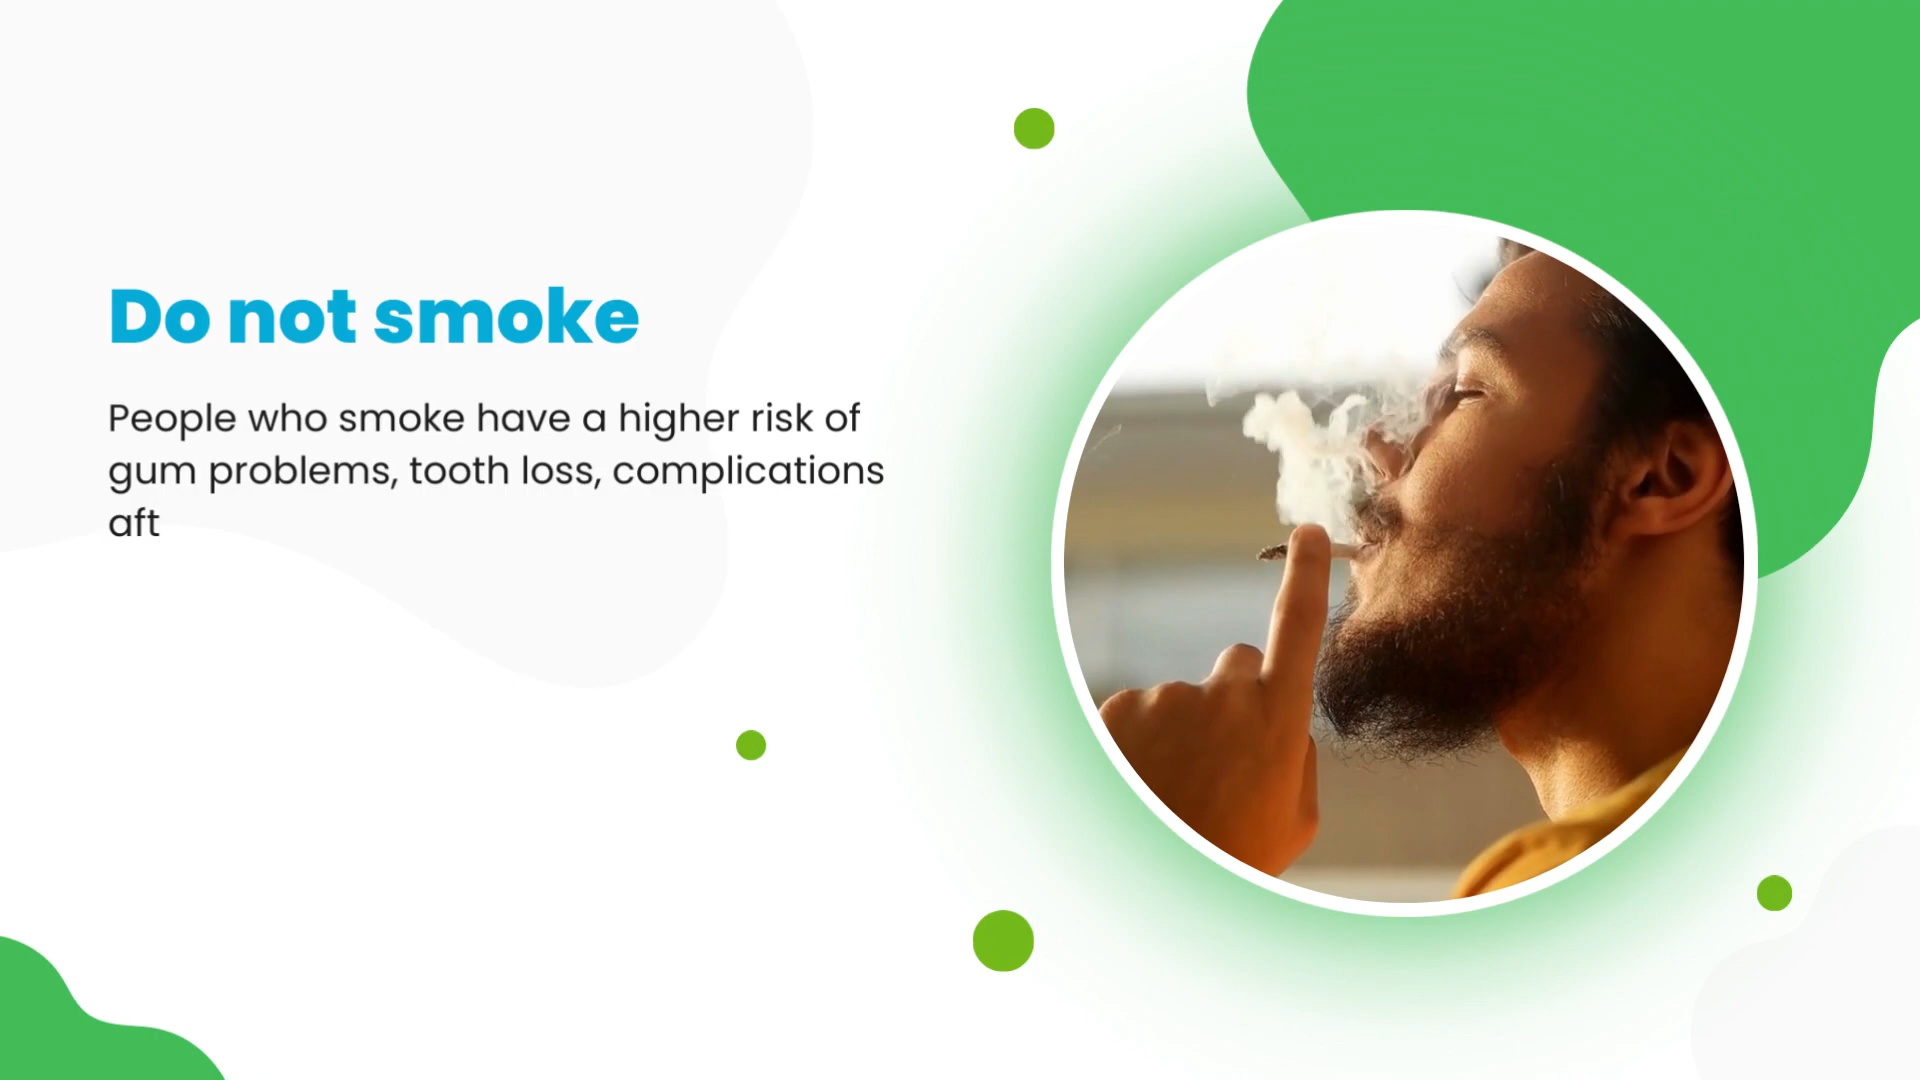 Do not smoke
People who smoke have a higher risk of
gum problems, tooth loss, complications
aft